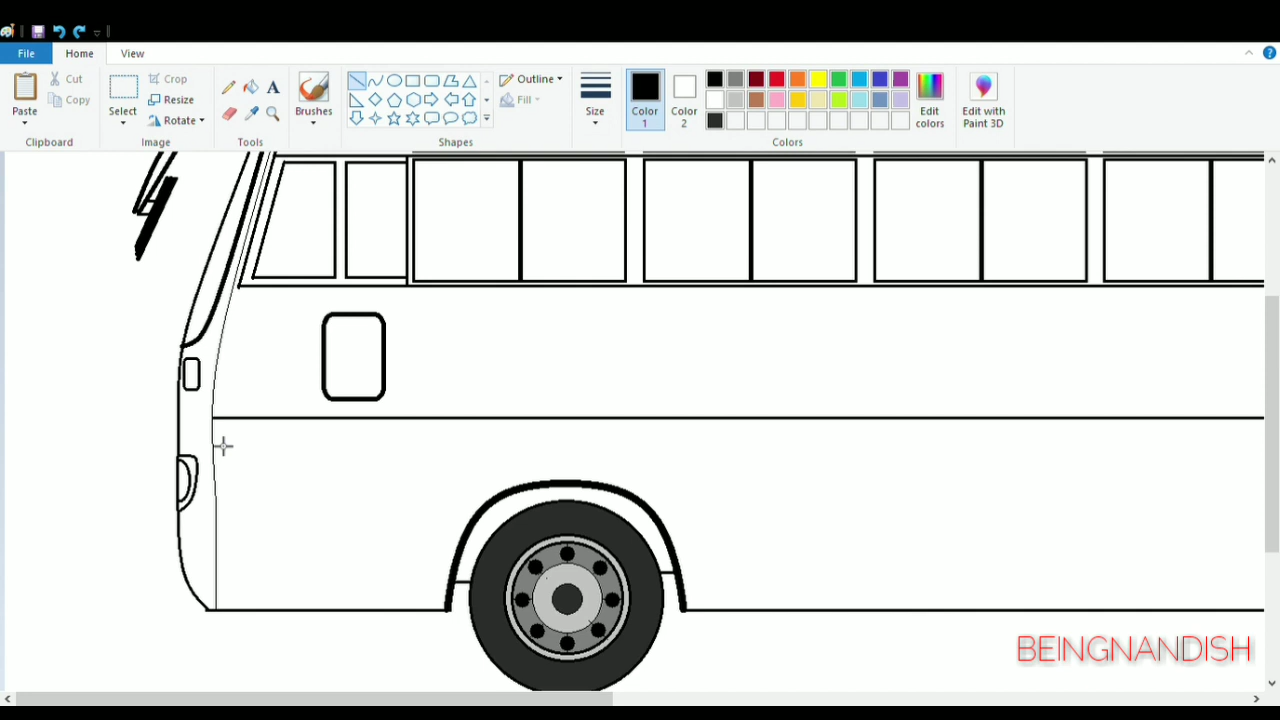 File Home View
Paste
Cut
Copy
Clipboard
Select
Crop
Resize
Rotate
Image
Tools
Brushes
Outline
Fill
Shapes
Size
Color
1
Color
2
Edit
colors
Colors
Edit with
Paint 3D
BEINGNANDISH